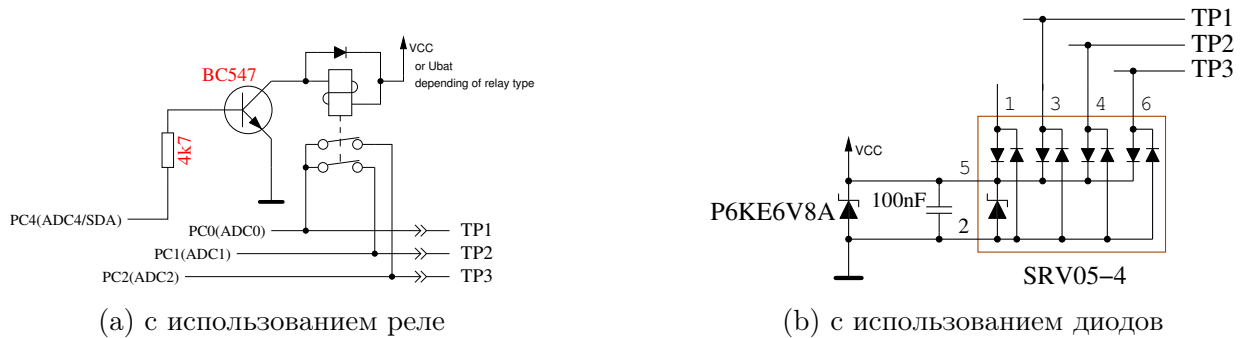 BC547
VCC
or Ubat
depending of relay type
4k7
PC4(ADC4/SDA)
PC0(ADC0)
TP1
PC1(ADC1)
TP2
PC2(ADC2)
TP3
(a) с использованием реле
TP1
TP2
TP3
1 3 4 6
VCC
5
P6KE6V8A
100nF
2
SRV05−4
(b) с использованием диодов